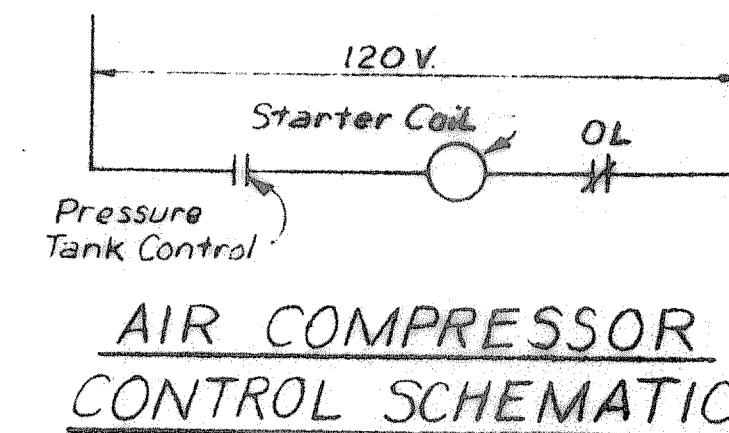 120 V.
Starter Coil
OL
Pressure
Tank Control
AIR COMPRESSOR
CONTROL SCHEMATIC